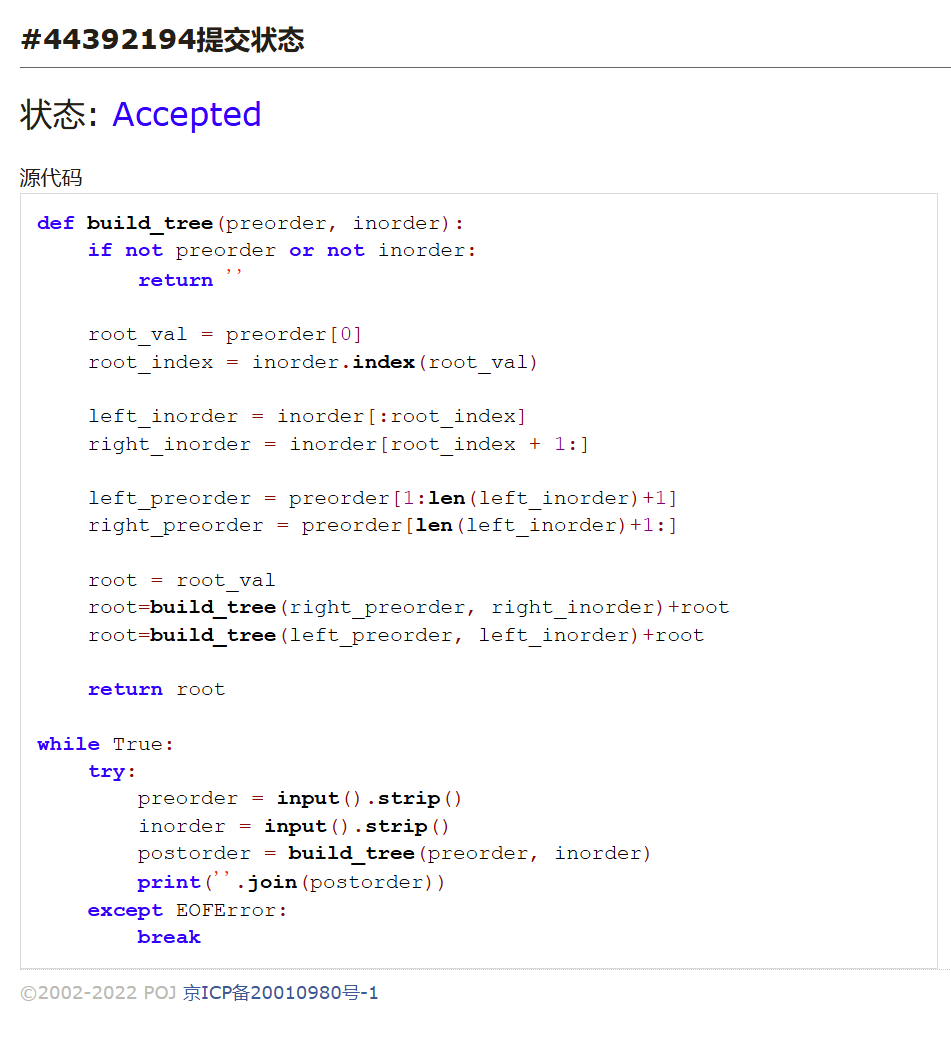 #44392194提交状态
状态: Accepted
源代码
def build_tree(preorder, inorder):
    if not preorder or not inorder:
        return ''

    root_val = preorder[0]
    root_index = inorder.index(root_val)

    left_inorder = inorder[:root_index]
    right_inorder = inorder[root_index + 1:]

    left_preorder = preorder[1:len(left_inorder)+1]
    right_preorder = preorder[len(left_inorder)+1:]

    root = root_val
    root=build_tree(right_preorder, right_inorder)+root
    root=build_tree(left_preorder, left_inorder)+root

    return root

while True:
    try:
        preorder = input().strip()
        inorder = input().strip()
        postorder = build_tree(preorder, inorder)
        print(''.join(postorder))
    except EOFError:
        break
©2002-2022 POJ 京ICP备20010980号-1